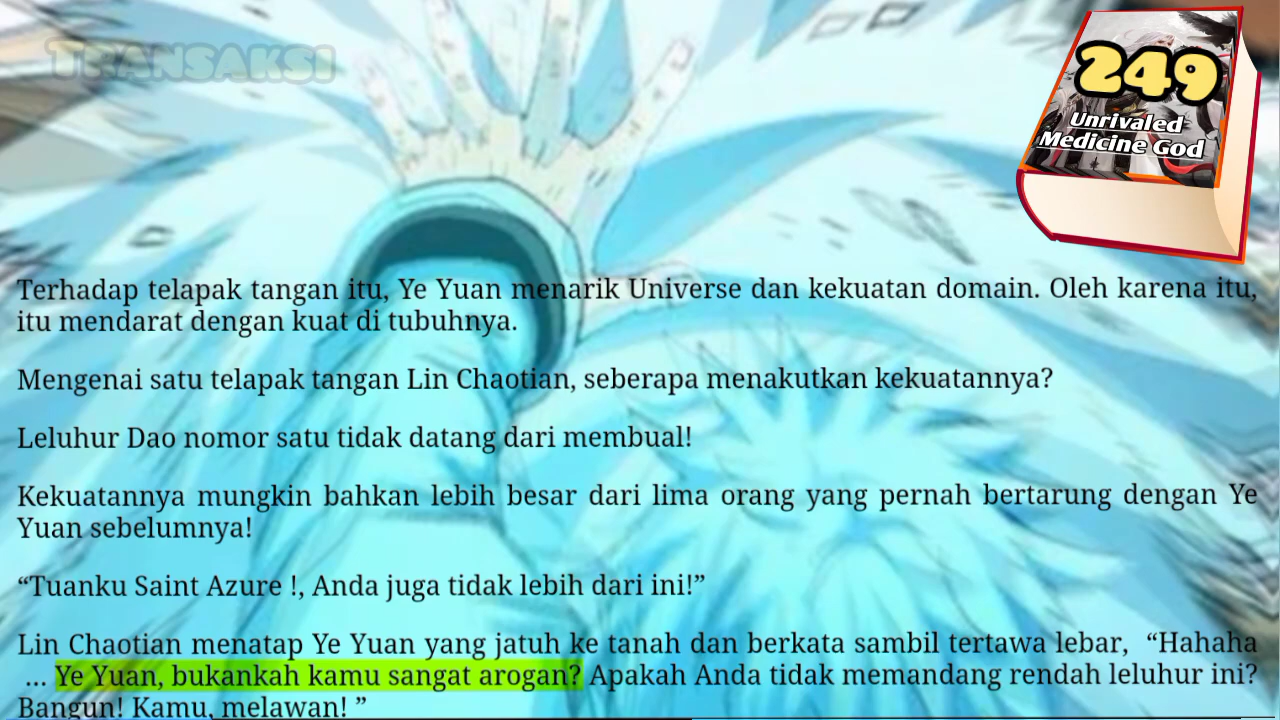 TRANSAKSI
249
Unrivaled
Medicine God
Terhadap telapak tangan itu, Ye Yuan menarik Universe dan kekuatan domain. Oleh karena itu,
itu mendarat dengan kuat di tubuhnya.
Mengenai satu telapak tangan Lin Chaotian, seberapa menakutkan kekuatannya?
Leluhur Dao nomor satu tidak datang dari membual!
Kekuatannya mungkin bahkan lebih besar dari lima orang yang pernah bertarung dengan Ye
Yuan sebelumnya!
“Tuanku Saint Azure !, Anda juga tidak lebih dari ini!”
Lin Chaotian menatap Ye Yuan yang jatuh ke tanah dan berkata sambil tertawa lebar, “Hahaha
... Ye Yuan, bukankah kamu sangat arogan? Apakah Anda tidak memandang rendah leluhur ini?
Bangun! Kamu, melawan! ”